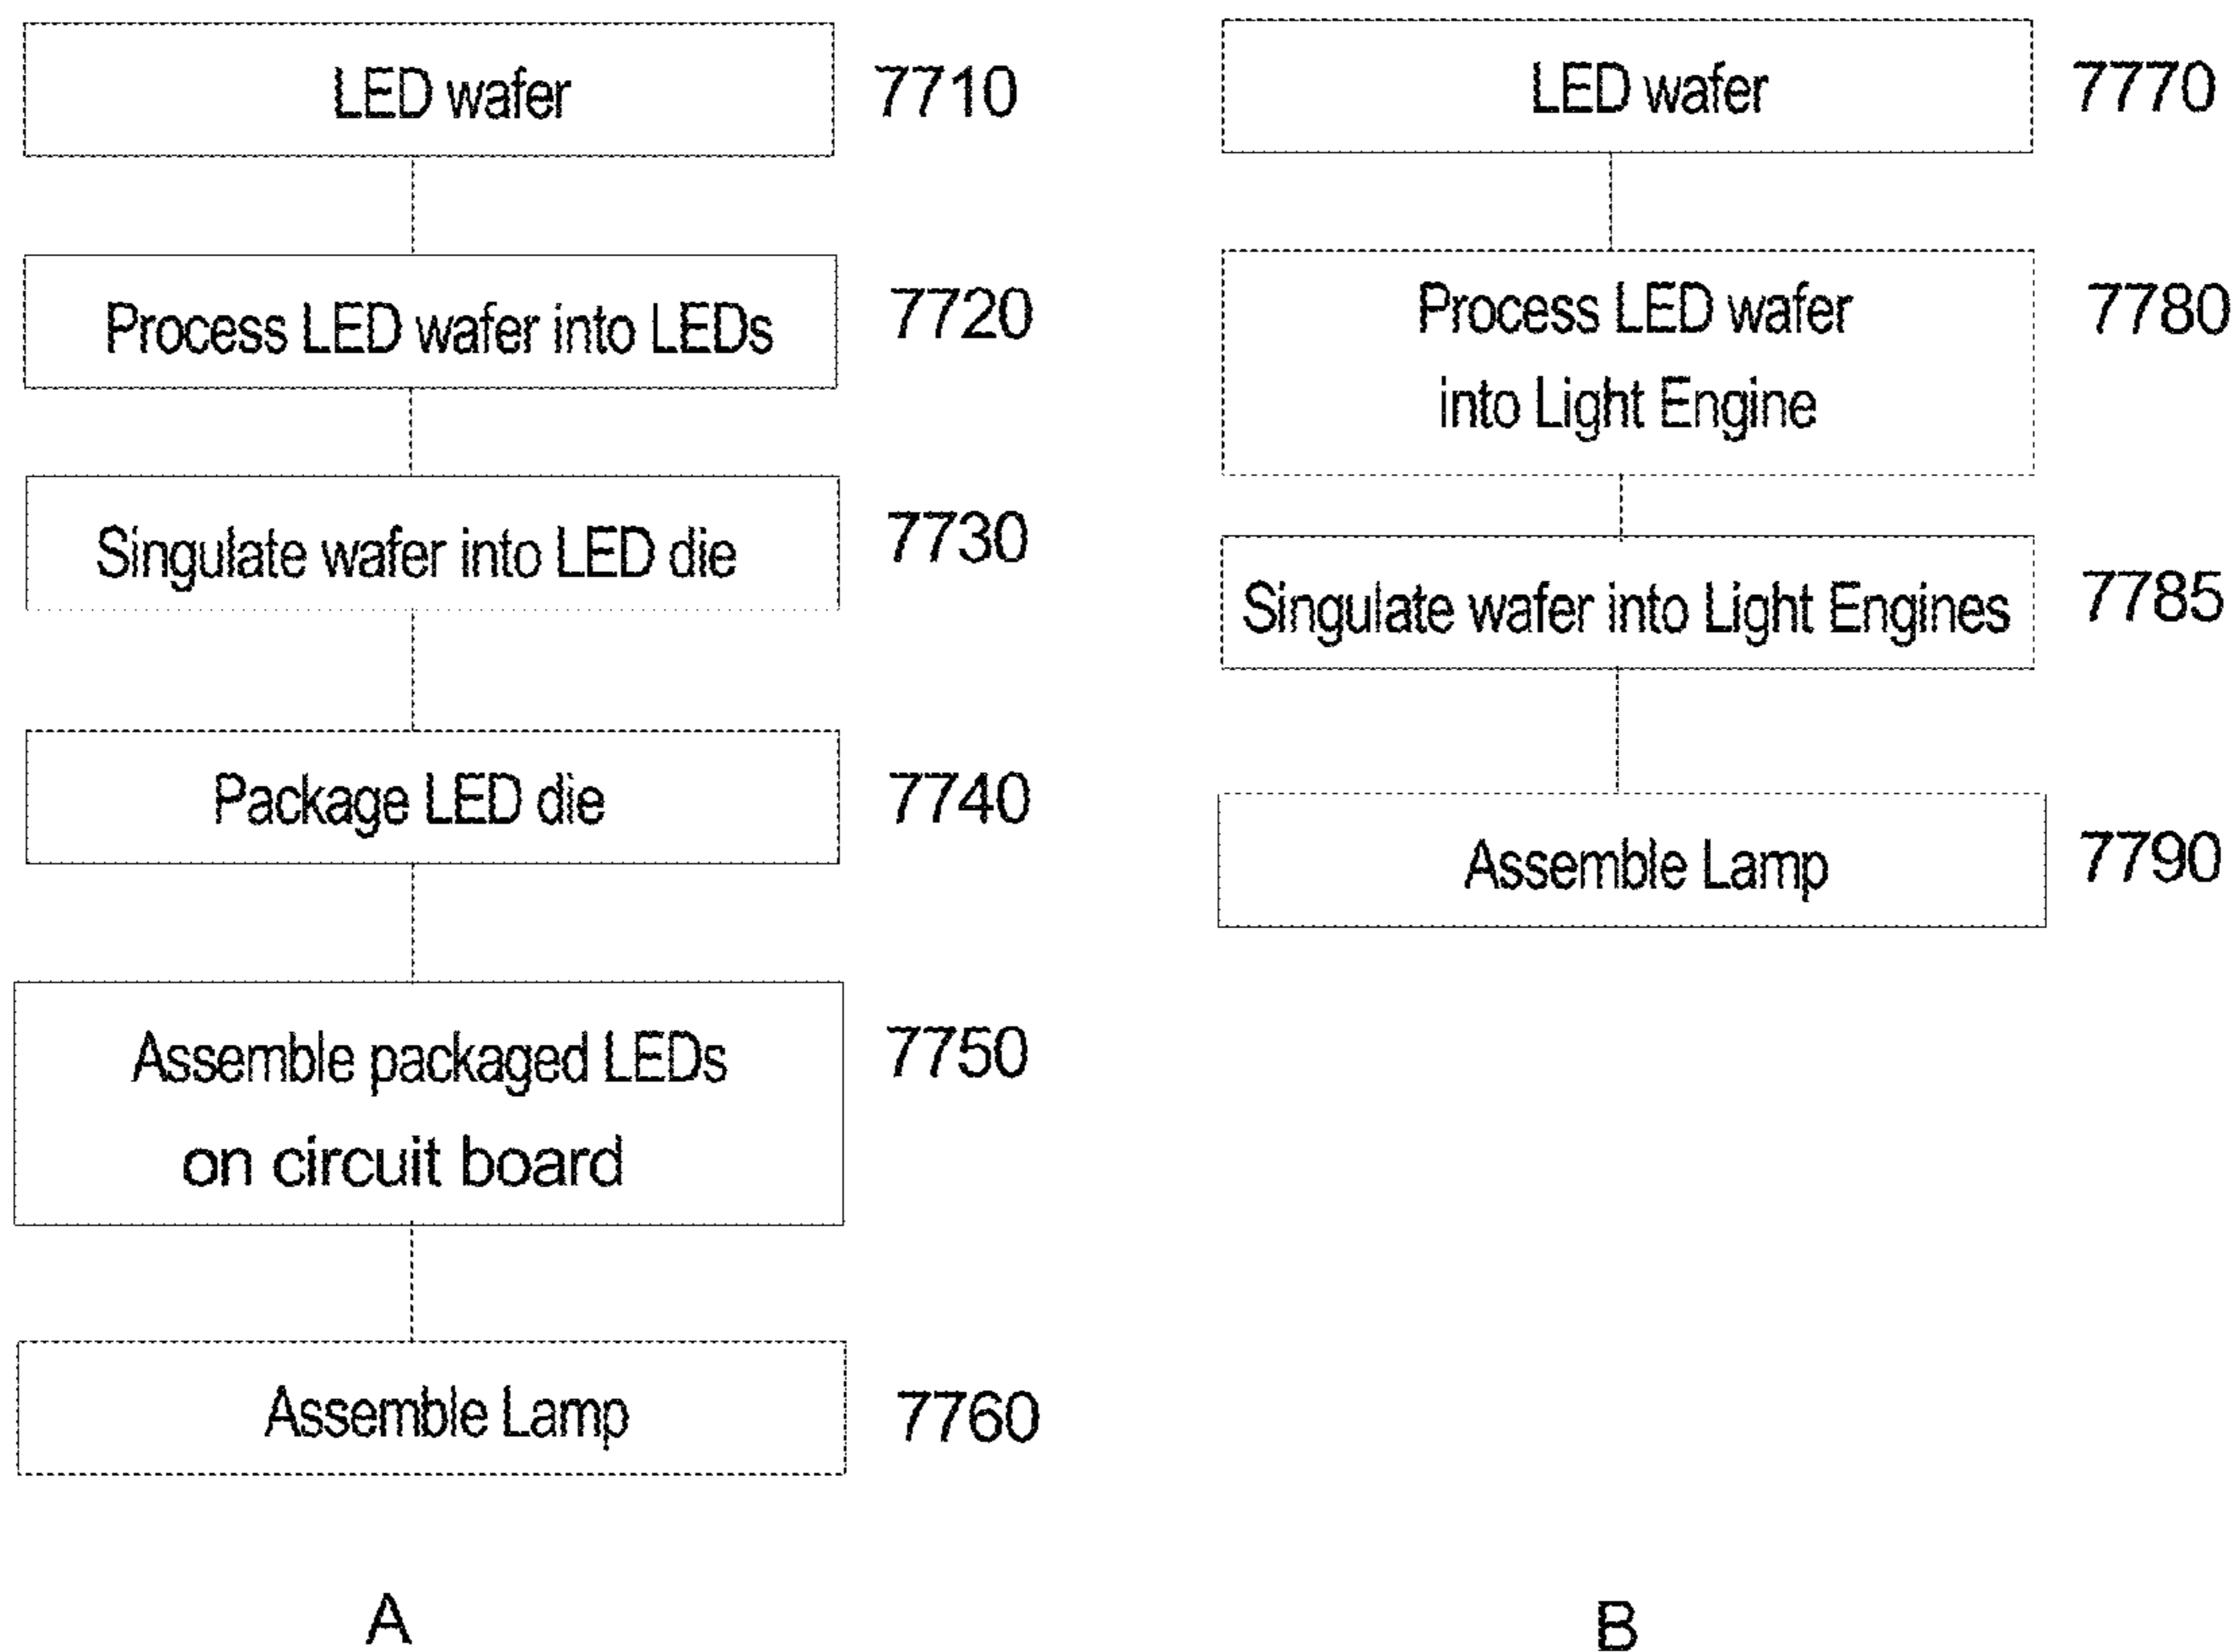 LED wafer
7710
Process LED wafer into LEDs
7720
Singulate wafer into LED die
7730
Package LED die
7740
Assemble packaged LEDs
on circuit board
7750
Assemble Lamp
7760
A
LED wafer
7770
Process LED wafer
into Light Engine
7780
Singulate wafer into Light Engines
7785
Assemble Lamp
7790
B